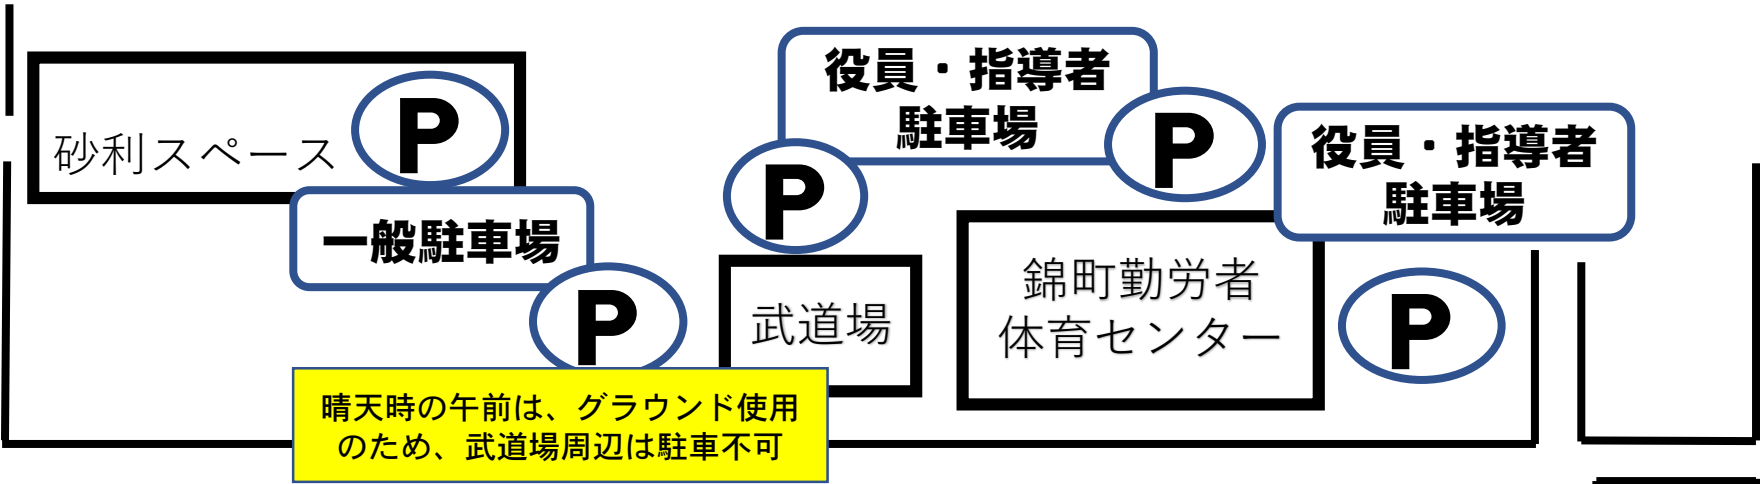 役員・指導者
駐車場
P
役員・指導者
駐車場
P
砂利スペース
P
P
一般駐車場
錦町勤労者
体育センター
武道場
P
P
晴天時の午前は、グラウンド使用
のため、武道場周辺は駐車不可